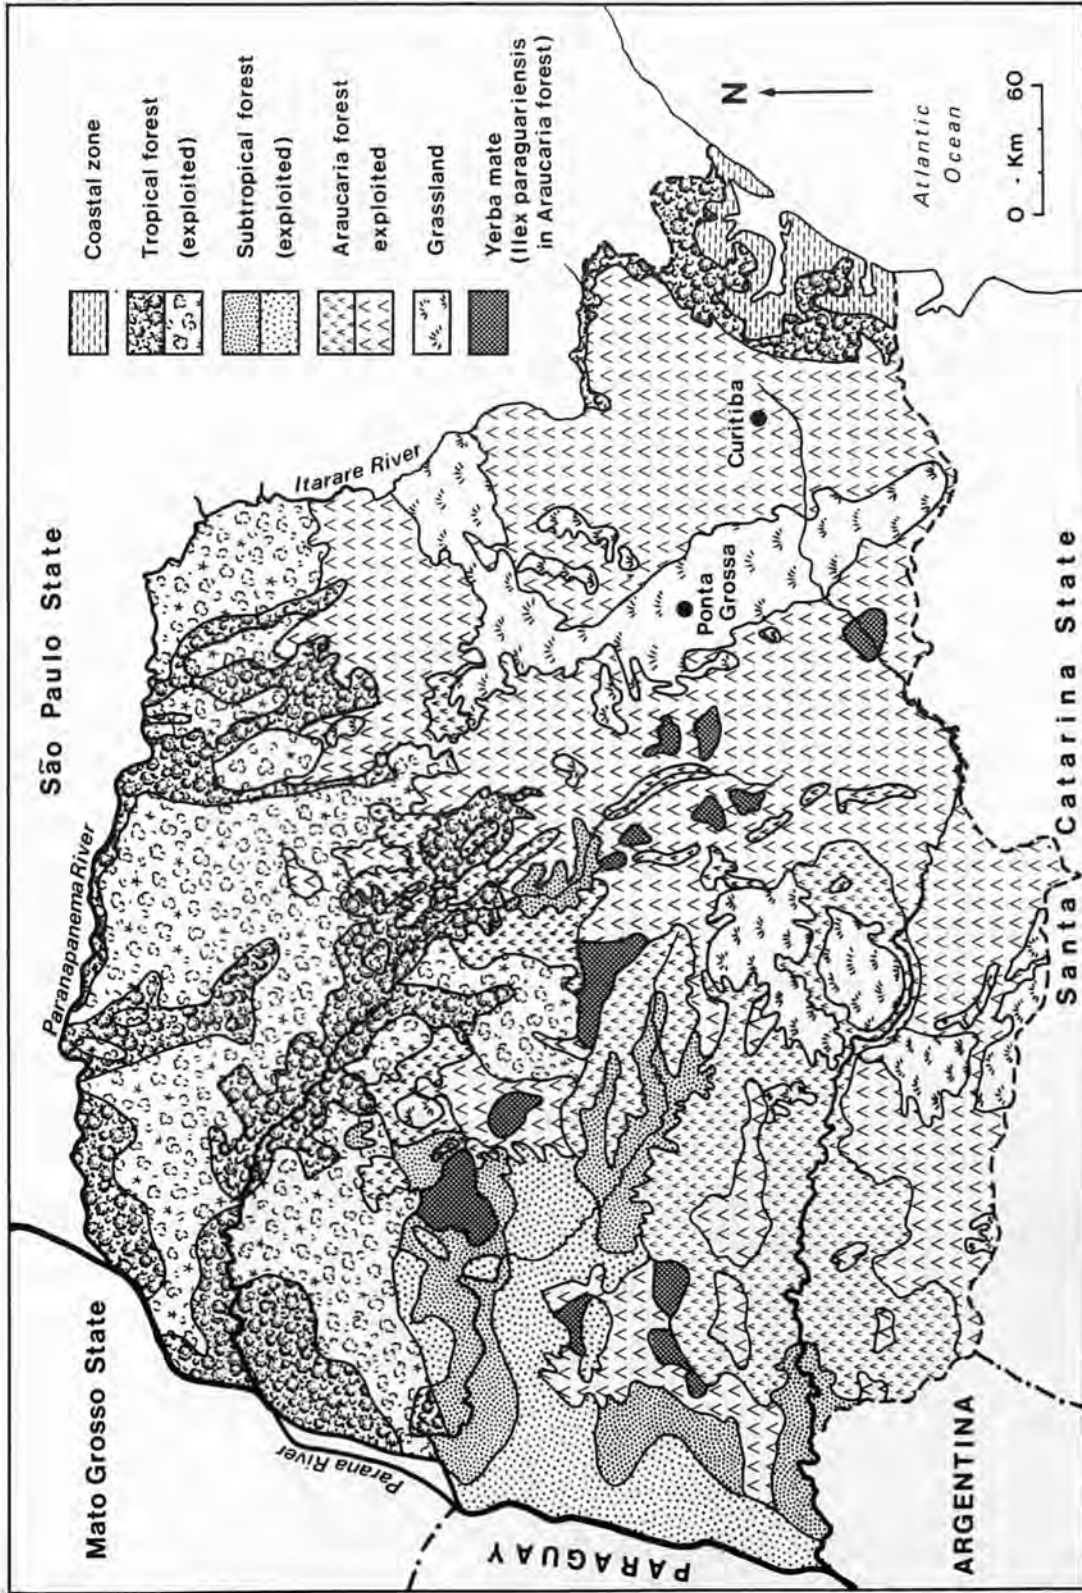 São Paulo State
Mato Grosso State
Paranapanema River
Itarare River
Parana River
PARAGUAY
ARGENTINA
Santa Catarina State
Ponta
Grossa
Curitiba
Coastal zone
Tropical forest
(exploited)
Subtropical forest
(exploited)
Araucaria forest
exploited
Grassland
Yerba mate
(Ilex paraguariensis
in Araucaria forest)
N
Atlantic
Ocean
0 - Km 60